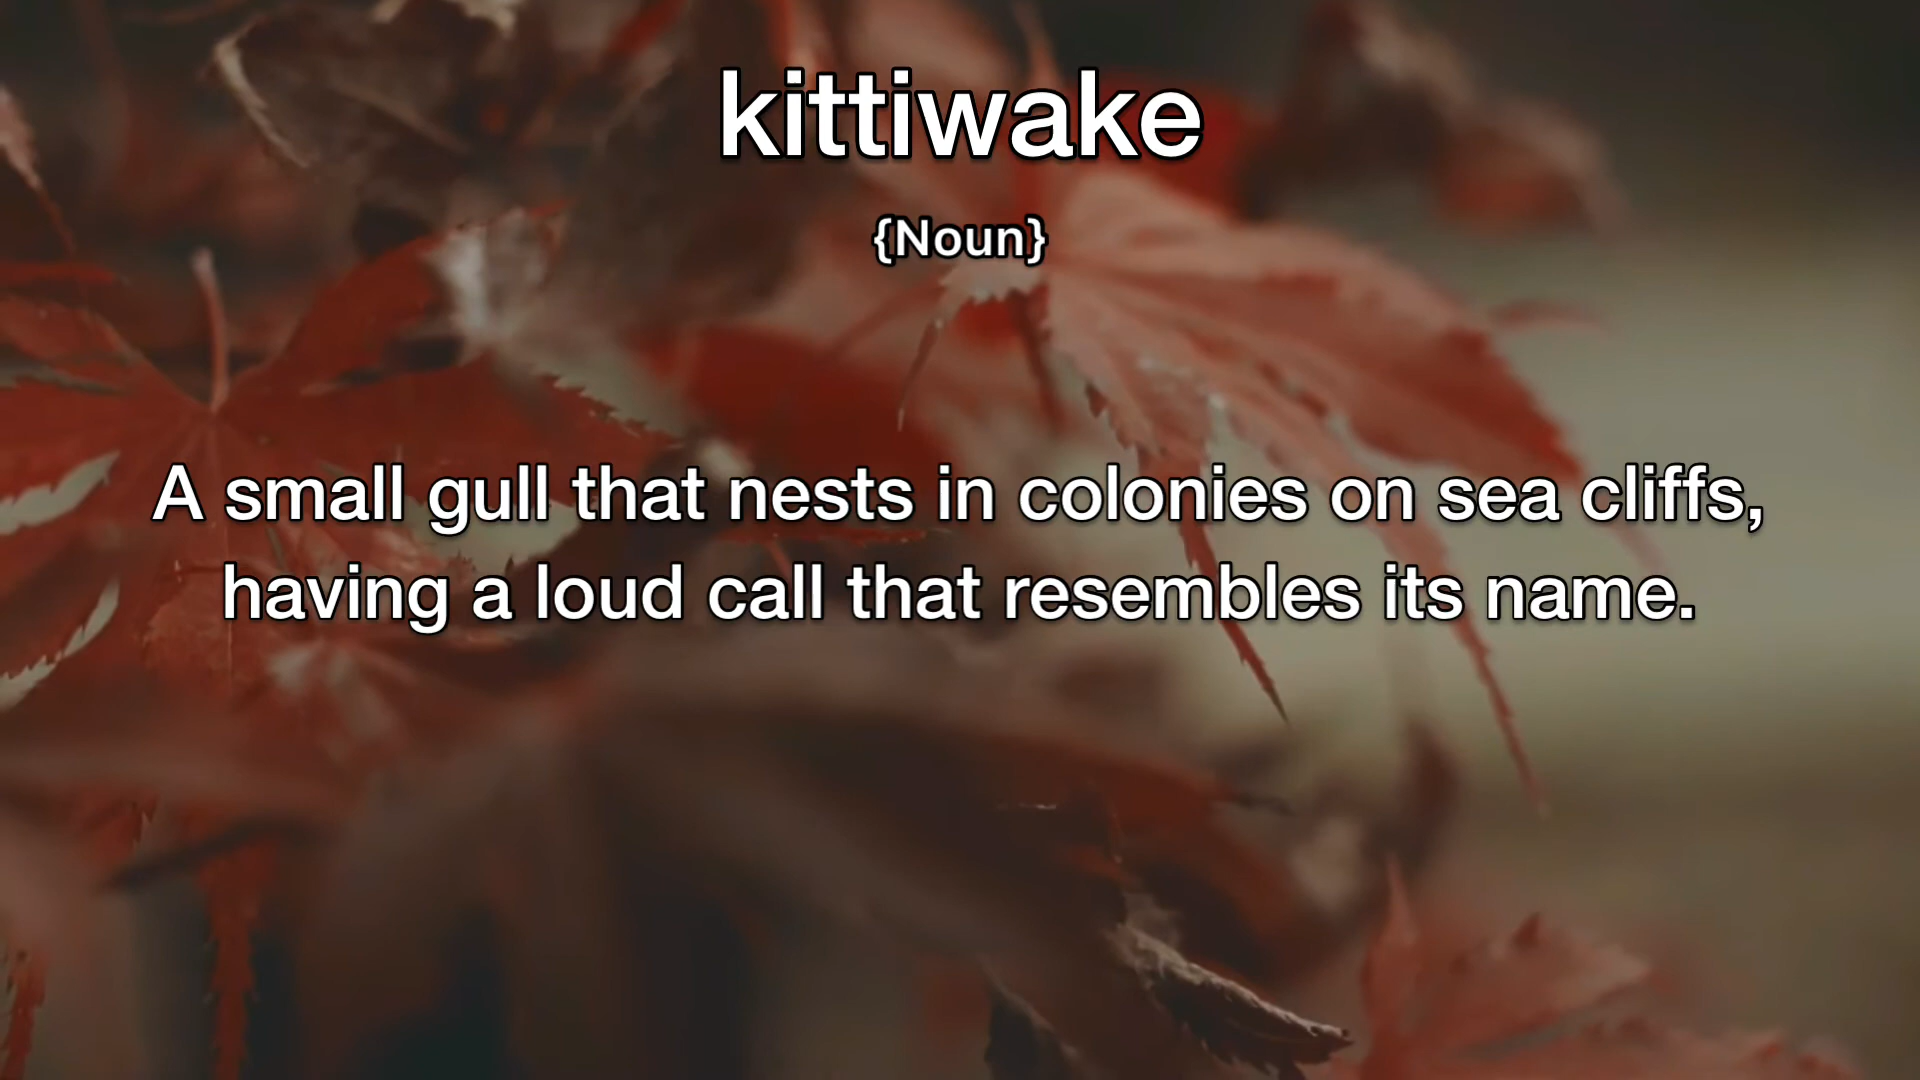 kittiwake
{Noun}
A small gull that nests in colonies on sea cliffs,
having a loud call that resembles its name.